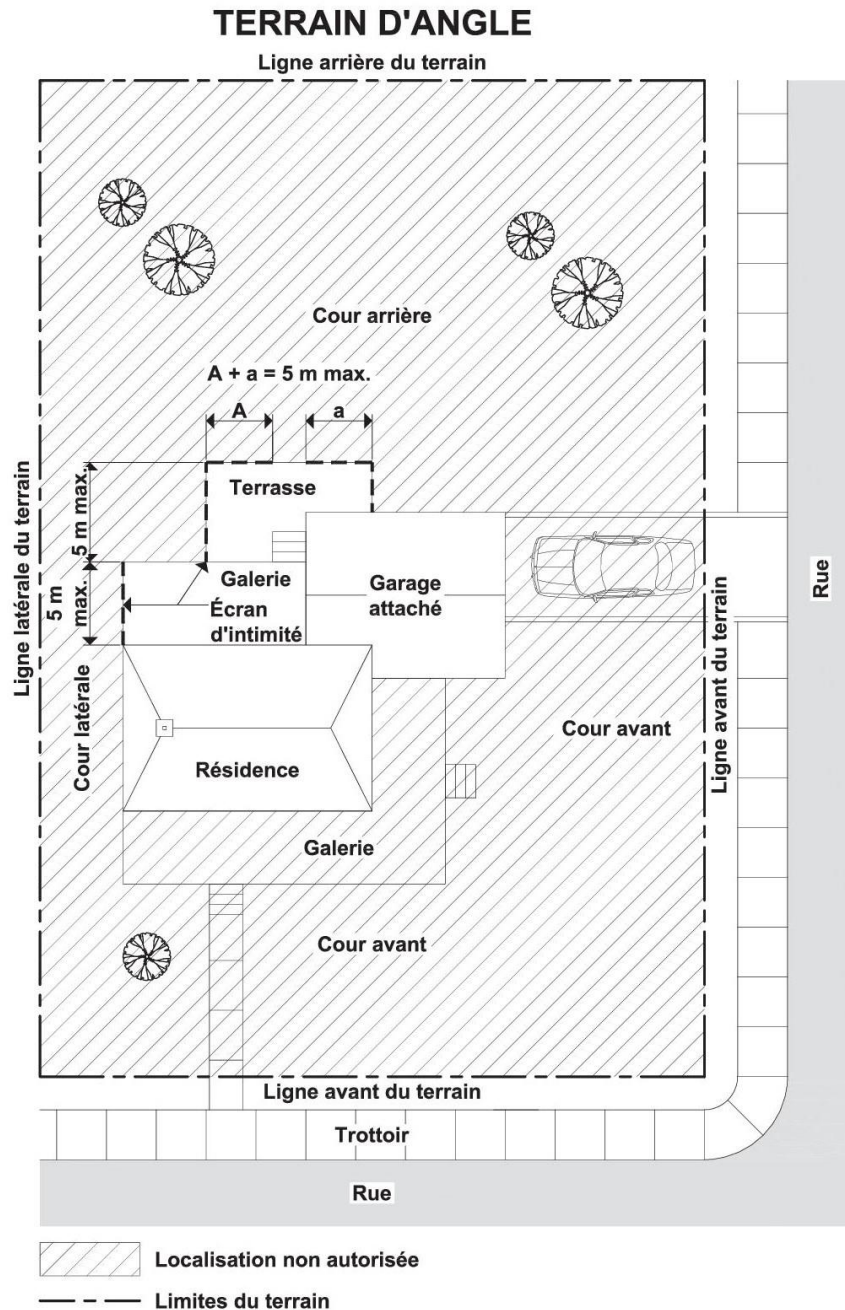 TERRAIN D'ANGLE
Ligne arrière du terrain
Cour arrière
A + a = 5 m max.
A
a
5 m max.
Terrasse
Ligne latérale du terrain
5 m
max.
Galerie
Écran
d'intimité
Garage
attaché
Rue
Cour latérale
Résidence
Cour avant
Ligne avant du terrain
Galerie
Cour avant
Ligne avant du terrain
Trottoir
Rue
Localisation non autorisée
Limites du terrain